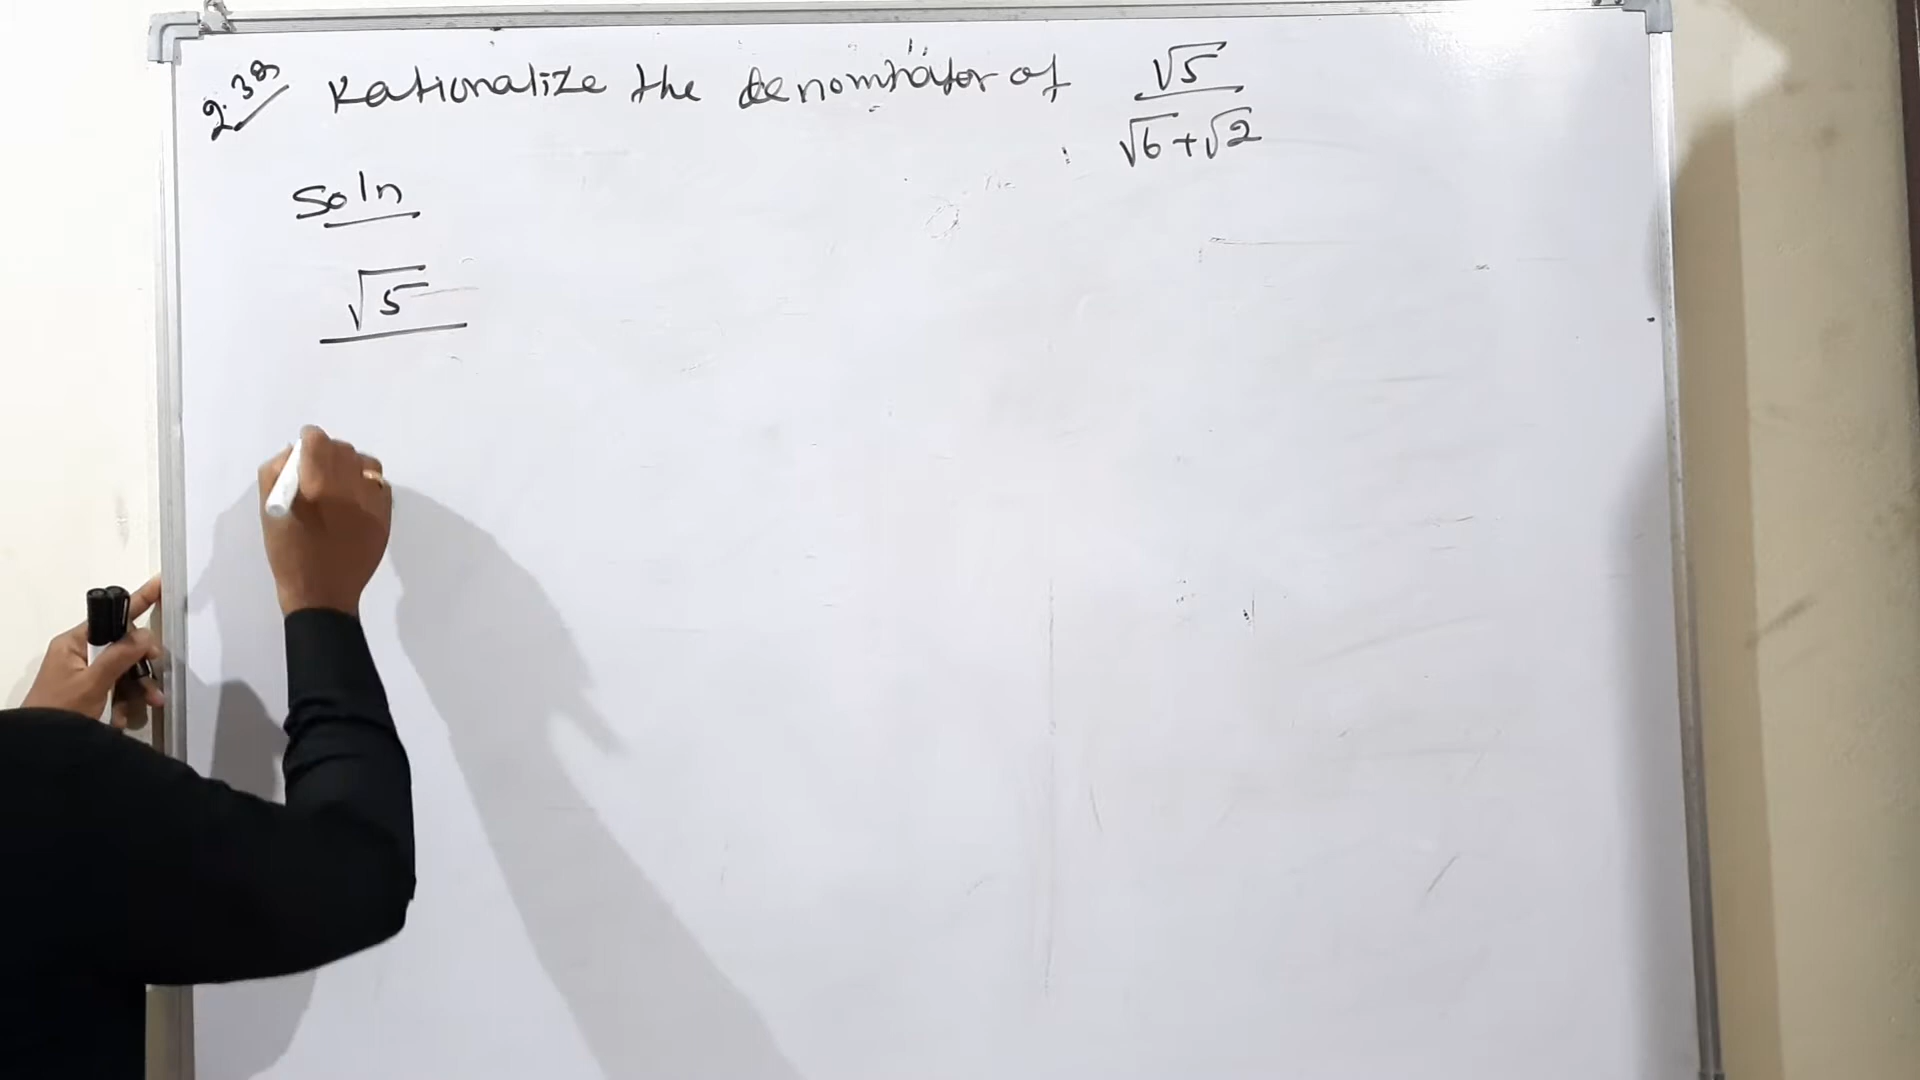 2.38 Rationalize the denominator of √5 / √6+√2
Soln
√5